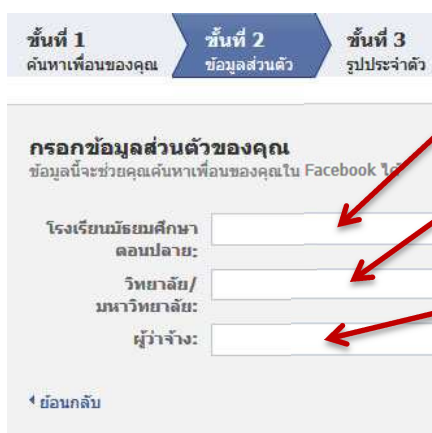 ขั้นที่ 1 ขั้นที่ 2 ขั้นที่ 3
ค้นหาเพื่อนของคุณ ข้อมูลส่วนตัว รูปประจำตัว
กรอกข้อมูลส่วนตัวของคุณ
ข้อมูลนี้จะช่วยคุณค้นหาเพื่อนของคุณใน Facebook ได้
โรงเรียนมัธยมศึกษา
ตอนปลาย:
วิทยาลัย/
มหาวิทยาลัย:
ผู้ว่าจ้าง:
ย้อนกลับ